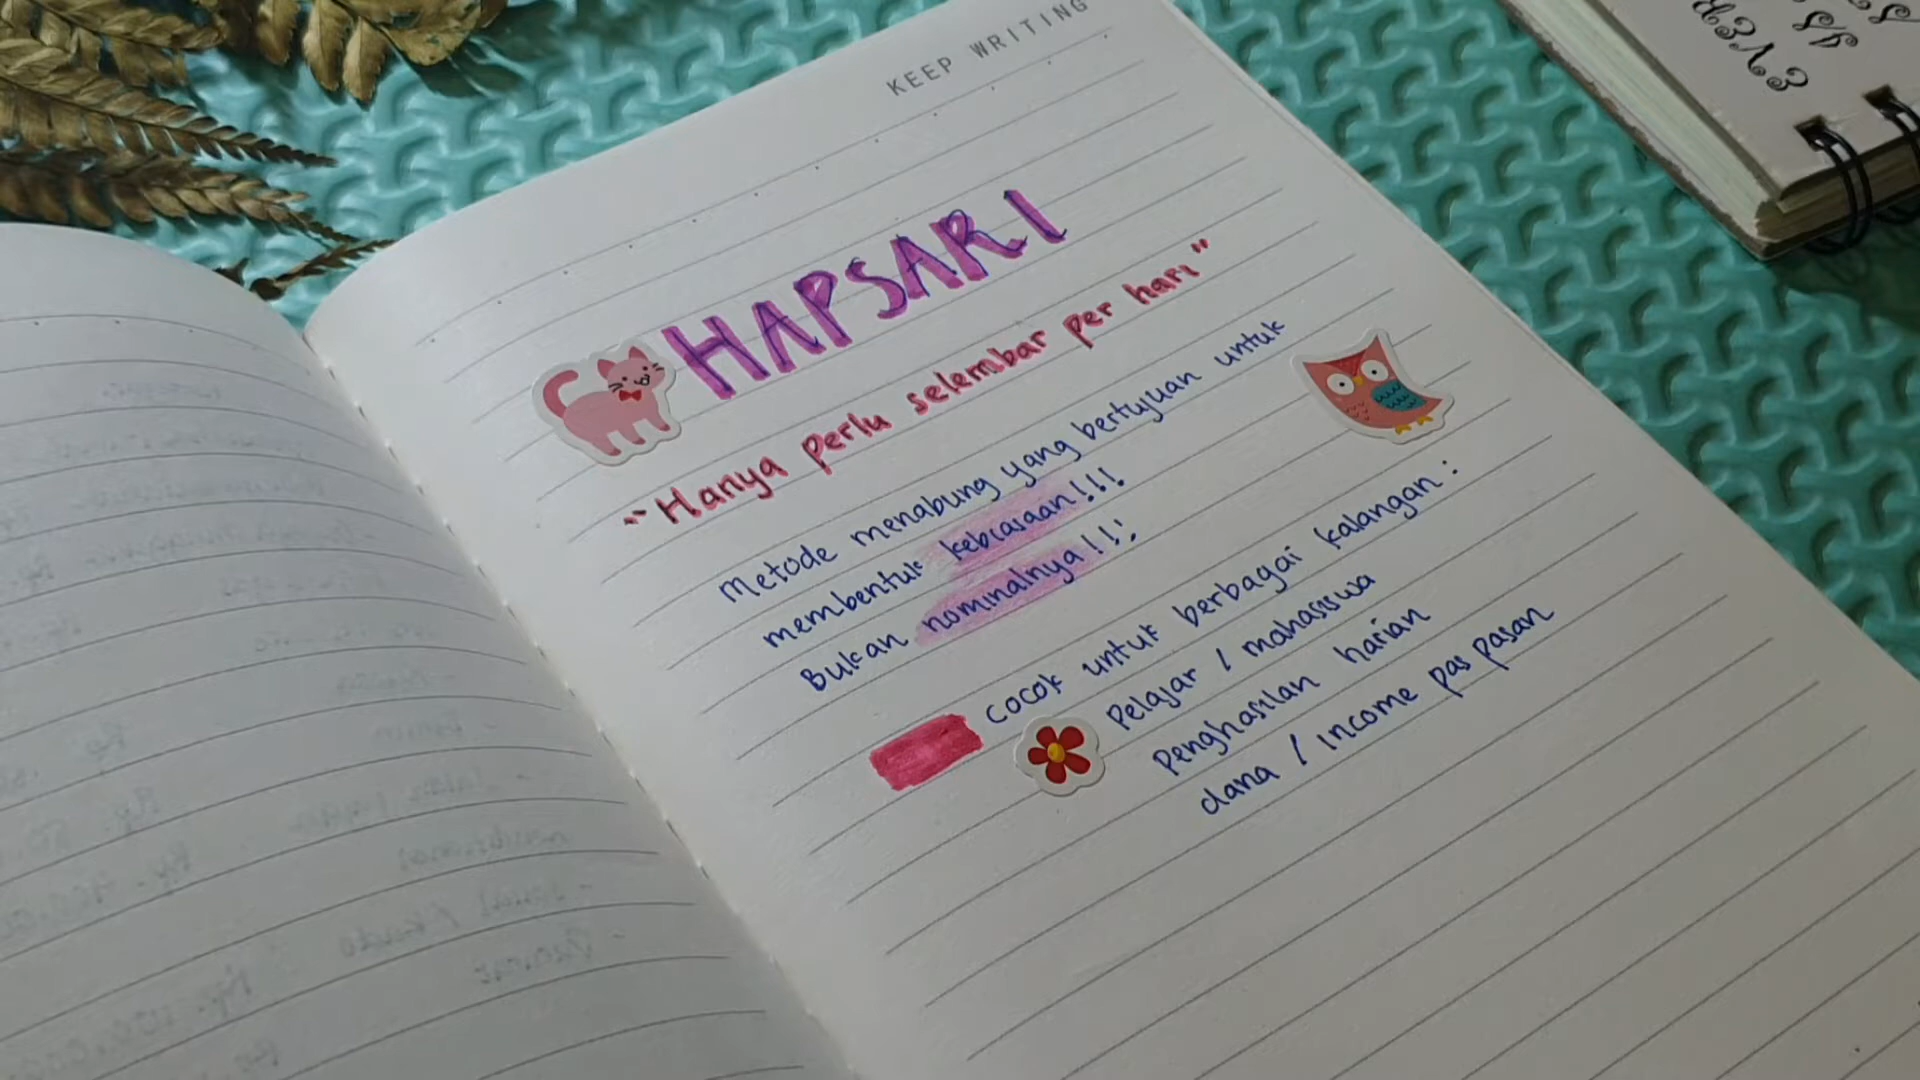 KEEP WRITING
HAPSARI
"Hanya perlu selembar per hari"
Metode menabung yang bertujuan untuk
membentuk kebiasaan!!!
Bukan nominalnya!!!
Cocok untuk berbagai kalangan:
Pelajar / mahasiswa
Penghasilan harian
dana / income pas pasan